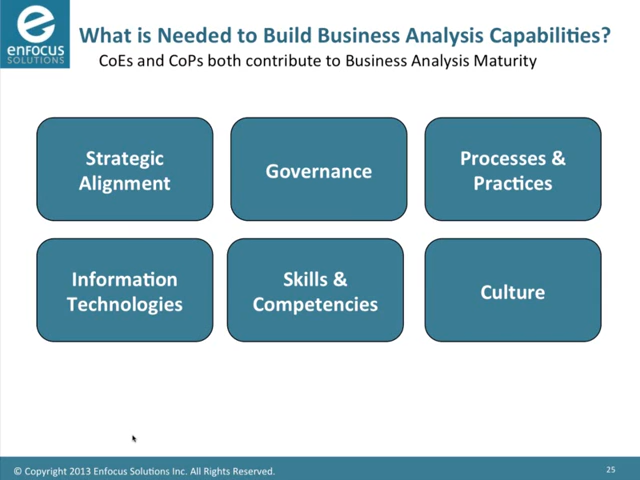 enfocus
SOLUTIONS
What is Needed to Build Business Analysis Capabilities?
CoEs and CoPs both contribute to Business Analysis Maturity
Strategic
Alignment
Governance
Processes &
Practices
Information
Technologies
Skills &
Competencies
Culture
© Copyright 2013 Enfocus Solutions Inc. All Rights Reserved.
25